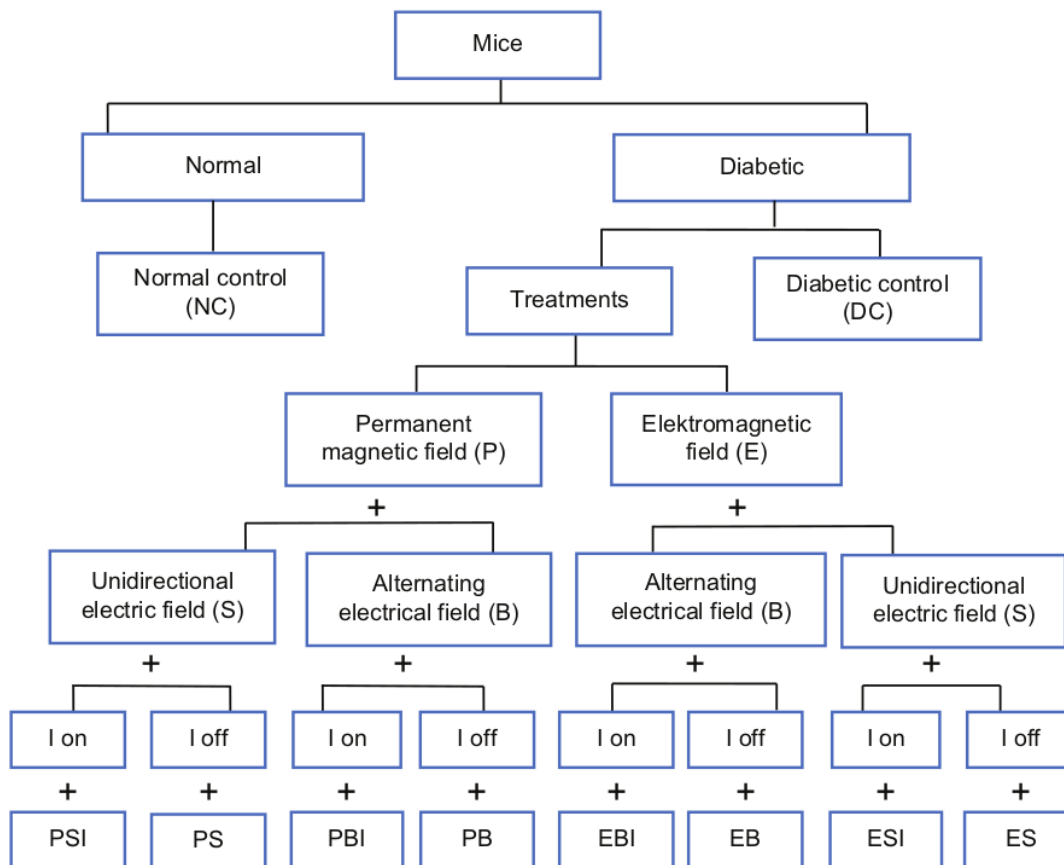 Mice
Normal
Diabetic
Normal control
(NC)
Treatments
Diabetic control
(DC)
Permanent
magnetic field (P)
Elektromagnetic
field (E)
+
+
Unidirectional
electric field (S)
Alternating
electrical field (B)
Alternating
electrical field (B)
Unidirectional
electric field (S)
+
+
+
+
I on
I off
I on
I off
I on
I off
I on
I off
+
+
+
+
+
+
+
+
PSI
PS
PBI
PB
EBI
EB
ESI
ES